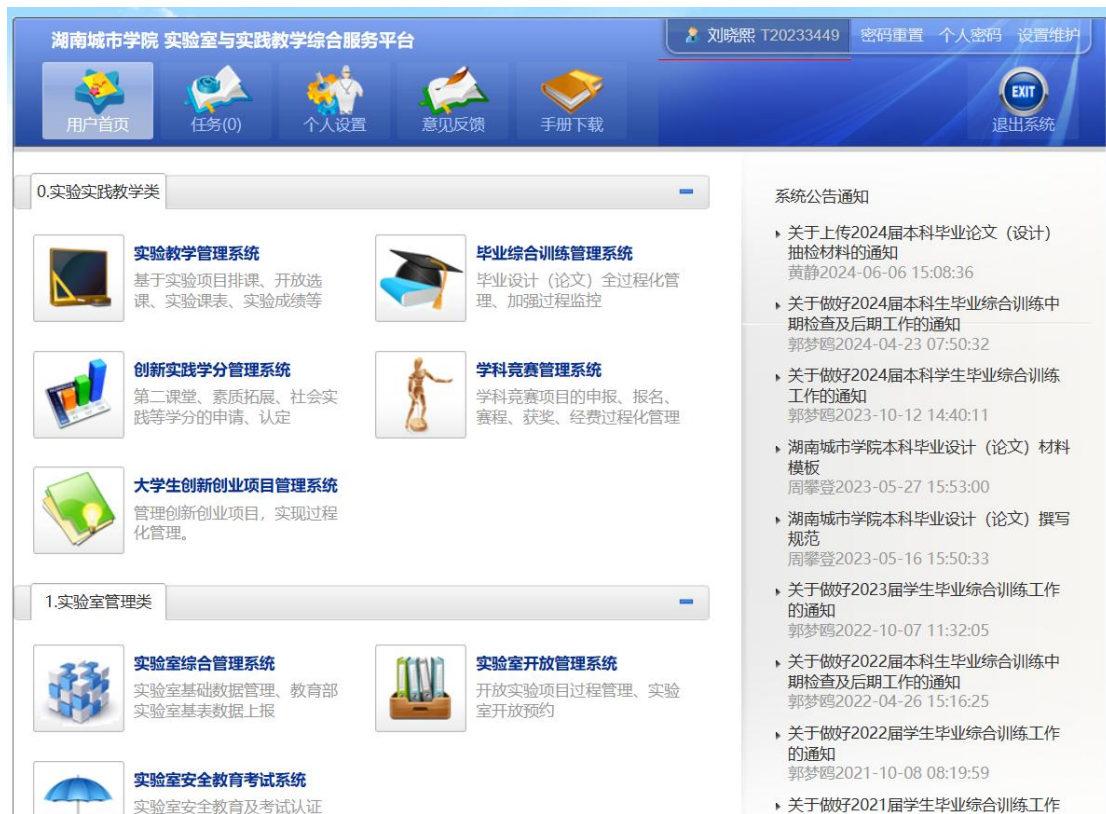 湖南城市学院 实验室与实践教学综合服务平台
刘晓熙 T20233449 密码重置 个人密码 设置维护
用户首页 任务(0) 个人设置 意见反馈 手册下载 EXIT 退出系统
0.实验实践教学类
实验教学管理系统
基于实验项目排课、开放选
课、实验课表、实验成绩等
毕业综合训练管理系统
毕业设计（论文）全过程化管
理、加强过程监控
创新实践学分管理系统
第二课堂、素质拓展、社会实
践等学分的申请、认定
学科竞赛管理系统
学科竞赛项目的申报、报名、
赛程、获奖、经费过程化管理
大学生创新创业项目管理系统
管理创新创业项目，实现过程
化管理。
1.实验室管理类
实验室综合管理系统
实验室基础数据管理、教育部
实验室基表数据上报
实验室开放管理系统
开放实验项目过程管理、实验
室开放预约
实验室安全教育考试系统
实验室安全教育及考试认证
系统公告通知
关于上传2024届本科毕业论文（设计）
抽检材料的通知
黄静2024-06-06 15:08:36
关于做好2024届本科生毕业综合训练中
期检查及后期工作的通知
郭梦鸥2024-04-23 07:50:32
关于做好2024届本科学生毕业综合训练
工作的通知
郭梦鸥2023-10-12 14:40:11
湖南城市学院本科毕业设计（论文）材料
模板
周攀登2023-05-27 15:53:00
湖南城市学院本科毕业设计（论文）撰写
规范
周攀登2023-05-16 15:50:33
关于做好2023届学生毕业综合训练工作
的通知
郭梦鸥2022-10-07 11:32:05
关于做好2022届本科生毕业综合训练中
期检查及后期工作的通知
郭梦鸥2022-04-26 15:16:25
关于做好2022届学生毕业综合训练工作
的通知
郭梦鸥2021-10-08 08:19:59
关于做好2021届学生毕业综合训练工作